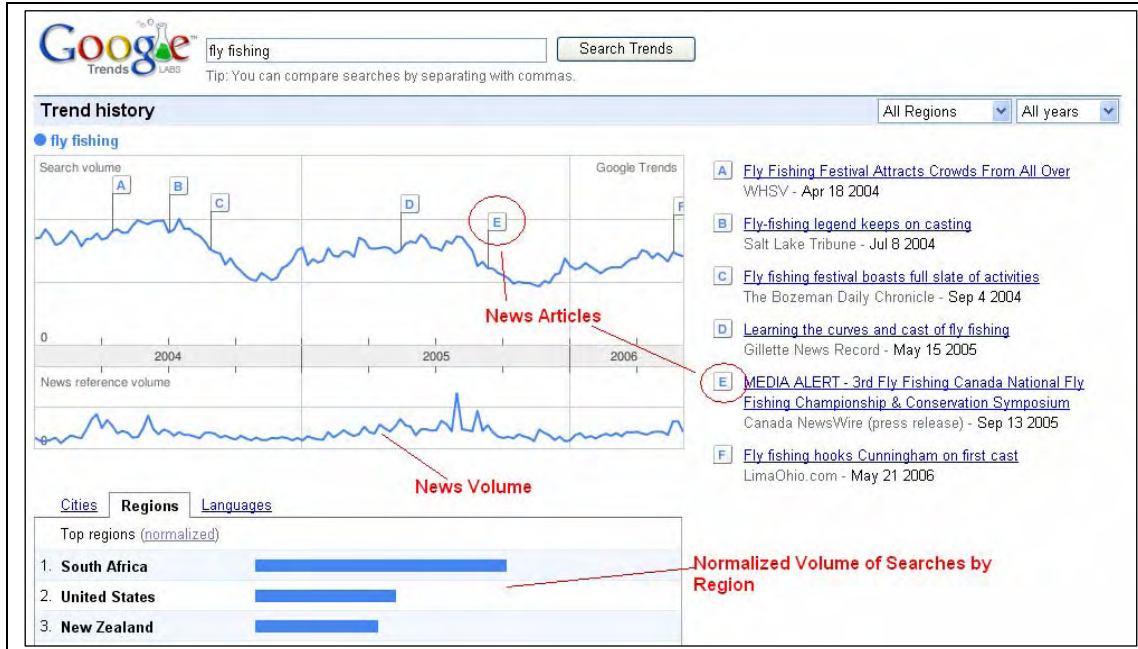 Google
Trends LABS
fly fishing
Search Trends
Tip: You can compare searches by separating with commas.
Trend history
All Regions
All years
fly fishing
Search volume
Google Trends
A
B
C
D
E
F
0
2004
2005
2006
News reference volume
0
News Articles
News Volume
A Fly Fishing Festival Attracts Crowds From All Over
WHSV - Apr 18 2004
B Fly-fishing legend keeps on casting
Salt Lake Tribune - Jul 8 2004
C Fly fishing festival boasts full slate of activities
The Bozeman Daily Chronicle - Sep 4 2004
D Learning the curves and cast of fly fishing
Gillette News Record - May 15 2005
E MEDIA ALERT - 3rd Fly Fishing Canada National Fly
Fishing Championship & Conservation Symposium
Canada NewsWire (press release) - Sep 13 2005
F Fly fishing hooks Cunningham on first cast
LimaOhio.com - May 21 2006
Cities Regions Languages
Top regions (normalized)
1. South Africa
2. United States
3. New Zealand
Normalized Volume of Searches by
Region